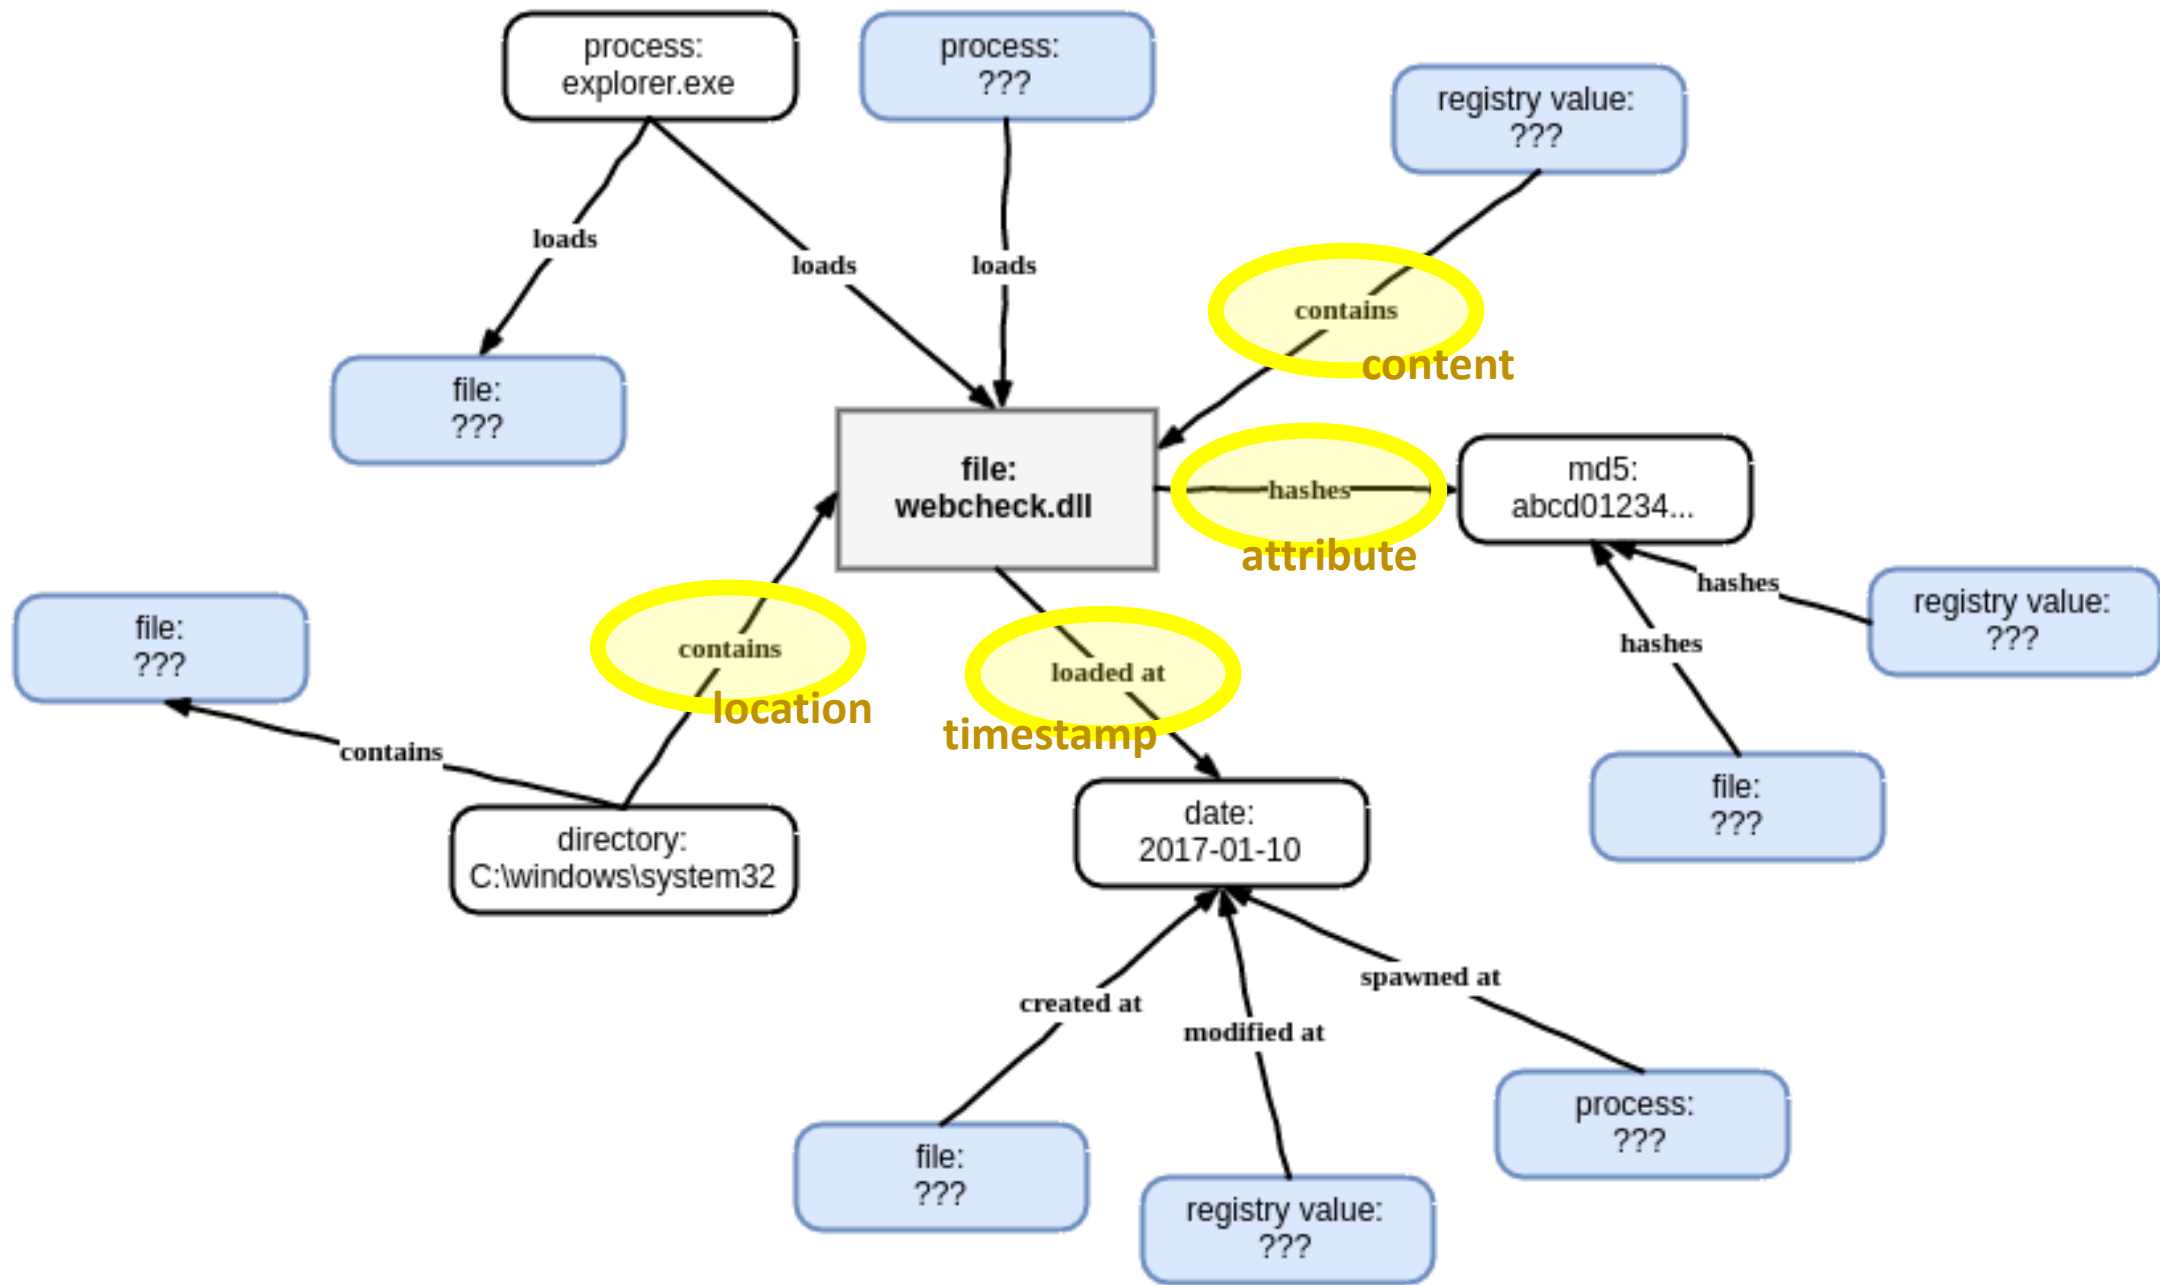 process:
explorer.exe
process:
???
registry value:
???
loads
loads
loads
contains
content
file:
???
file:
webcheck.dll
hashes
attribute
md5:
abcd01234...
hashes
registry value:
???
hashes
file:
???
contains
location
loaded at
timestamp
contains
file:
???
directory:
C:\windows\system32
date:
2017-01-10
created at
modified at
spawned at
process:
???
file:
???
registry value:
???